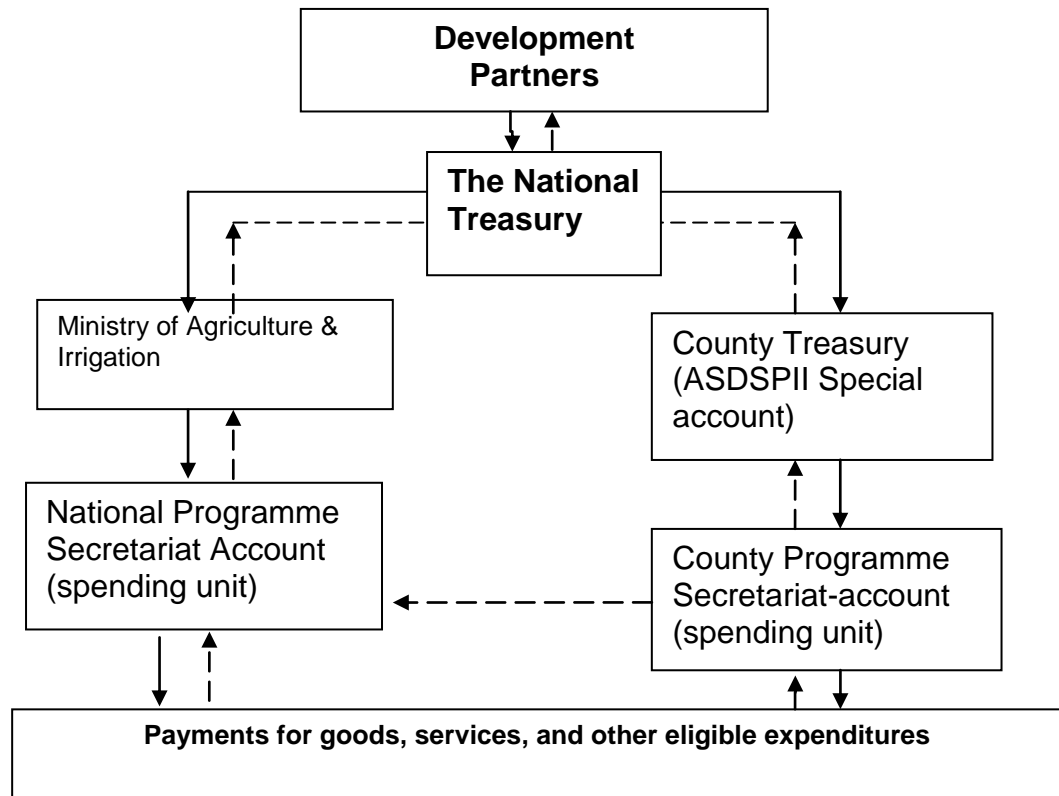 Development
Partners
The National
Treasury
Ministry of Agriculture &
Irrigation
County Treasury
(ASDSPII Special
account)
National Programme
Secretariat Account
(spending unit)
County Programme
Secretariat-account
(spending unit)
Payments for goods, services, and other eligible expenditures